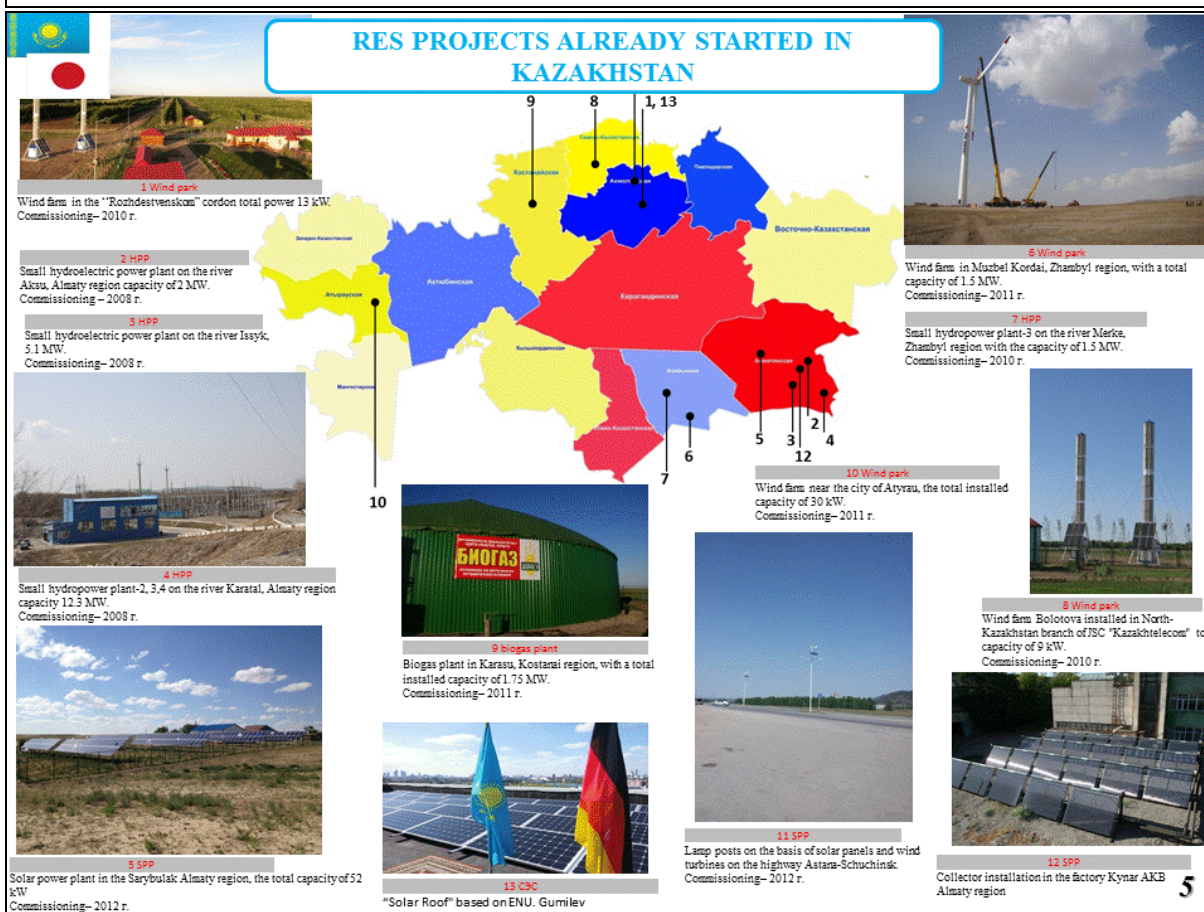 RES PROJECTS ALREADY STARTED IN
KAZAKHSTAN
1 Wind park
Wind farm in the "Rozhdestvenskom" cordon total power 13 kW.
Commissioning– 2010 г.
2 HPP
Small hydroelectric power plant on the river
Aksu, Almaty region capacity of 2 MW.
Commissioning – 2008 г.
3 HPP
Small hydroelectric power plant on the river Issyk,
5.1 MW.
Commissioning– 2008 г.
4 HPP
Small hydropower plant-2, 3,4 on the river Karatal, Almaty region
capacity 12.3 MW.
Commissioning– 2008 г.
5 SPP
Solar power plant in the Sarybulak Almaty region, the total capacity of 52
kW
Commissioning– 2012 г.
9
8
1, 13
Северо-Казахстанская
Костанайская
Акмолинская
Павлодарская
Западно-Казахстанская
Восточно-Казахстанская
Актюбинская
Атырауская
Карагандинская
Кызылординская
Мангистауская
Жамбылская
Алматинская
Южно-Казахстанская
10
7
6
5
3
12
2
4
БИОГАЗ
9 biogas plant
Biogas plant in Karasu, Kostanai region, with a total
installed capacity of 1.75 MW.
Commissioning– 2011 г.
13 СЭС
"Solar Roof" based on ENU. Gumilev
10 Wind park
Wind farm near the city of Atyrau, the total installed
capacity of 30 kW.
Commissioning– 2011 г.
11 SPP
Lamp posts on the basis of solar panels and wind
turbines on the highway Astana-Schuchinsk.
Commissioning– 2012 г.
6 Wind park
Wind farm in Muzbel Kordai, Zhambyl region, with a total
capacity of 1.5 MW.
Commissioning– 2011 г.
7 HPP
Small hydropower plant-3 on the river Merke,
Zhambyl region with the capacity of 1.5 MW.
Commissioning– 2010 г.
8 Wind park
Wind farm Bolotova installed in North-
Kazakhstan branch of JSC "Kazakhtelecom" to
capacity of 9 kW.
Commissioning– 2010 г.
12 SPP
Collector installation in the factory Kynar AKB
Almaty region
5